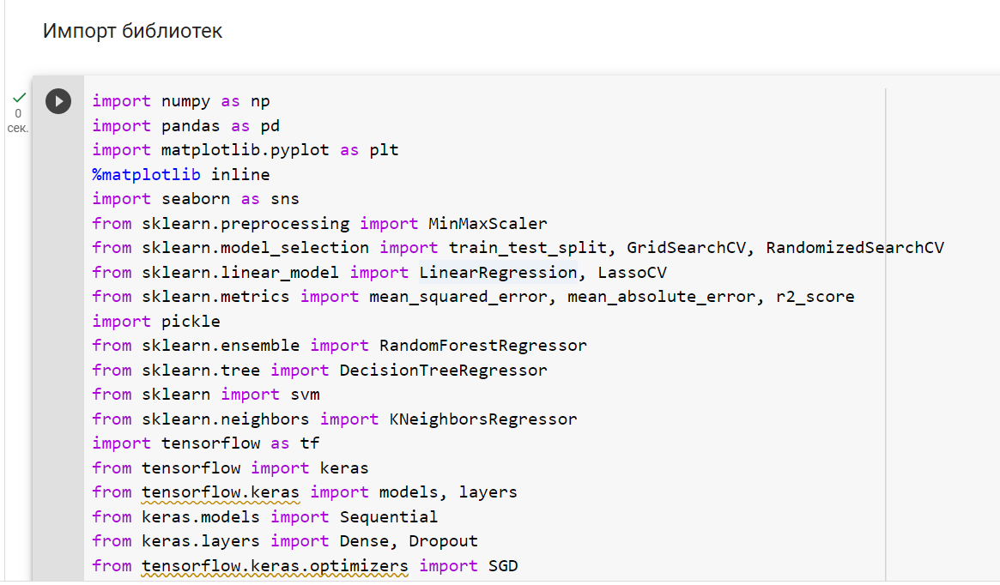 Импорт библиотек
0
сек.
import numpy as np
import pandas as pd
import matplotlib.pyplot as plt
%matplotlib inline
import seaborn as sns
from sklearn.preprocessing import MinMaxScaler
from sklearn.model_selection import train_test_split, GridSearchCV, RandomizedSearchCV
from sklearn.linear_model import LinearRegression, LassoCV
from sklearn.metrics import mean_squared_error, mean_absolute_error, r2_score
import pickle
from sklearn.ensemble import RandomForestRegressor
from sklearn.tree import DecisionTreeRegressor
from sklearn import svm
from sklearn.neighbors import KNeighborsRegressor
import tensorflow as tf
from tensorflow import keras
from tensorflow.keras import models, layers
from keras.models import Sequential
from keras.layers import Dense, Dropout
from tensorflow.keras.optimizers import SGD